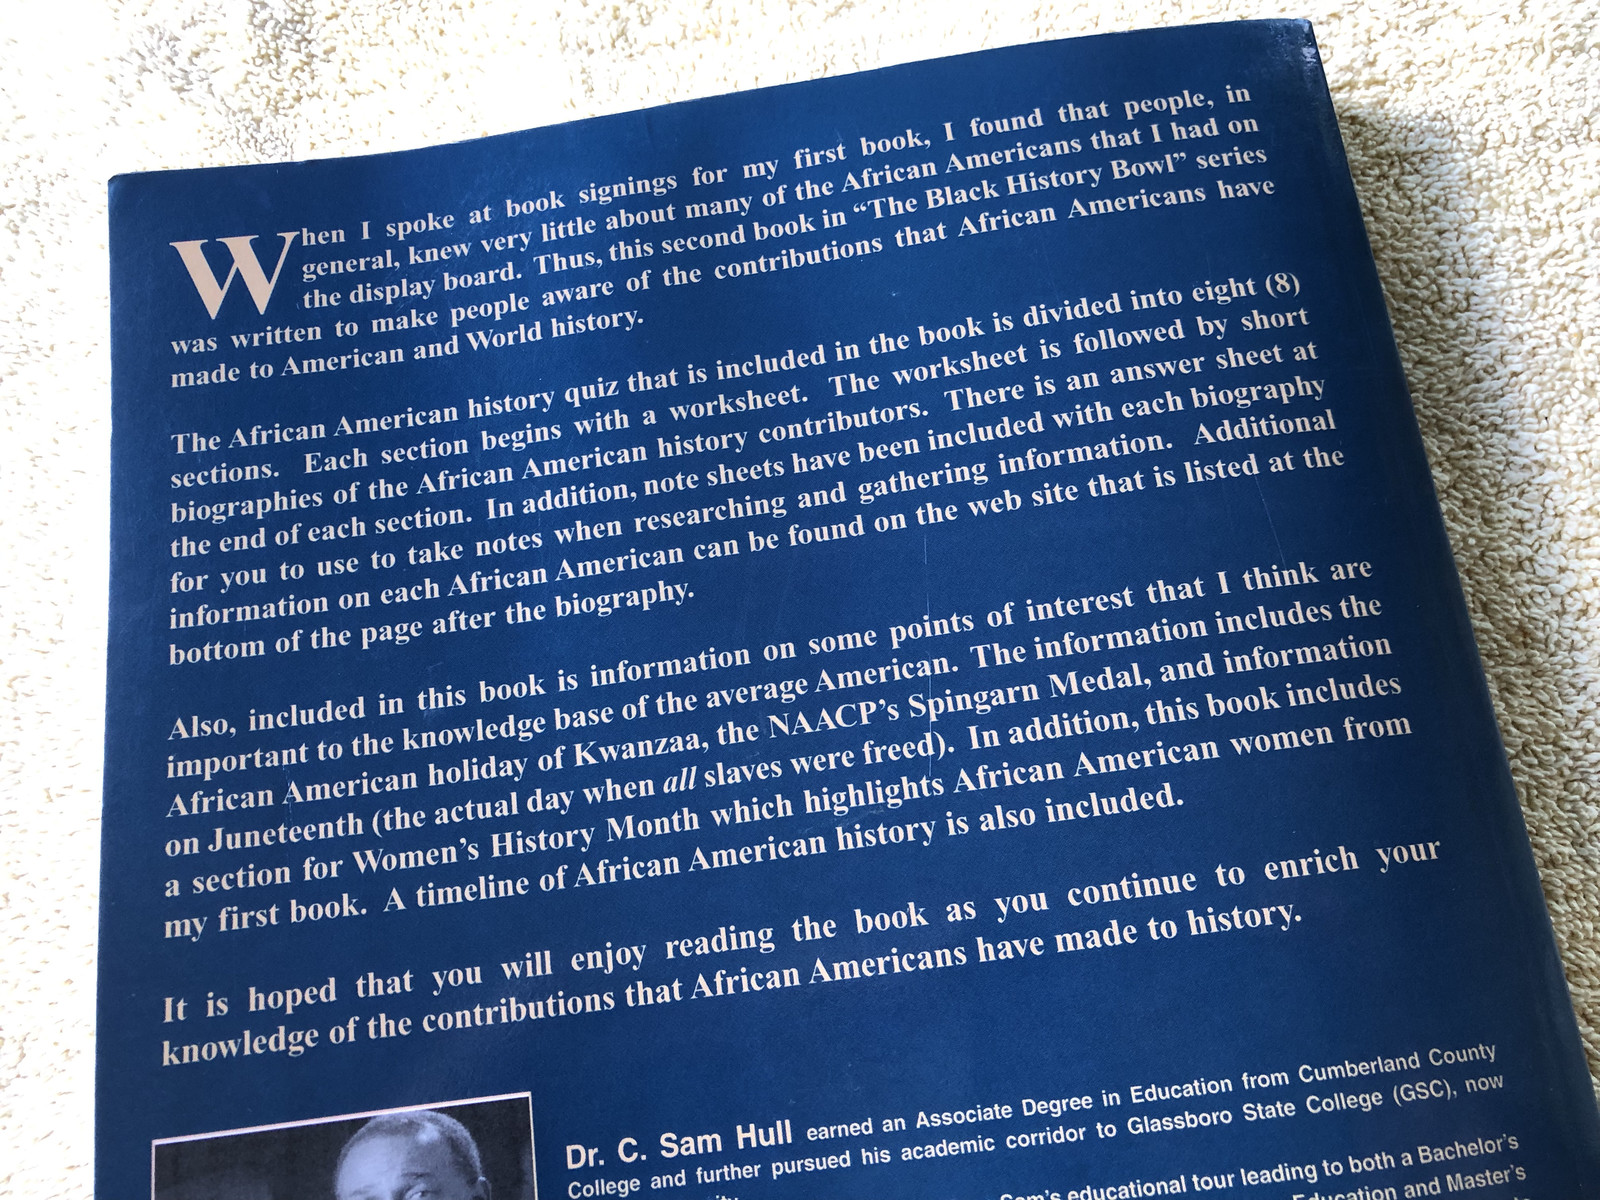 When I spoke at book signings for my first book, I found that people, in
general, knew very little about many of the African Americans that I had on
the display board. Thus, this second book in “The Black History Bowl” series
was written to make people aware of the contributions that African Americans have
made to American and World history.
The African American history quiz that is included in the book is divided into eight (8)
sections. Each section begins with a worksheet. The worksheet is followed by short
biographies of the African American history contributors. There is an answer sheet at
the end of each section. In addition, note sheets have been included with each biography
for you to use to take notes when researching and gathering information. Additional
information on each African American can be found on the web site that is listed at the
bottom of the page after the biography.
Also, included in this book is information on some points of interest that I think are
important to the knowledge base of the average American. The information includes the
African American holiday of Kwanzaa, the NAACP’s Spingarn Medal, and information
on Juneteenth (the actual day when all slaves were freed). In addition, this book includes
a section for Women’s History Month which highlights African American women from
my first book. A timeline of African American history is also included.
It is hoped that you will enjoy reading the book as you continue to enrich your
knowledge of the contributions that African Americans have made to history.
Dr. C. Sam Hull earned an Associate Degree in Education from Cumberland County
College and further pursued his academic corridor to Glassboro State College (GSC), now
educational tour leading to both a Bachelor’s
Education and Master’s